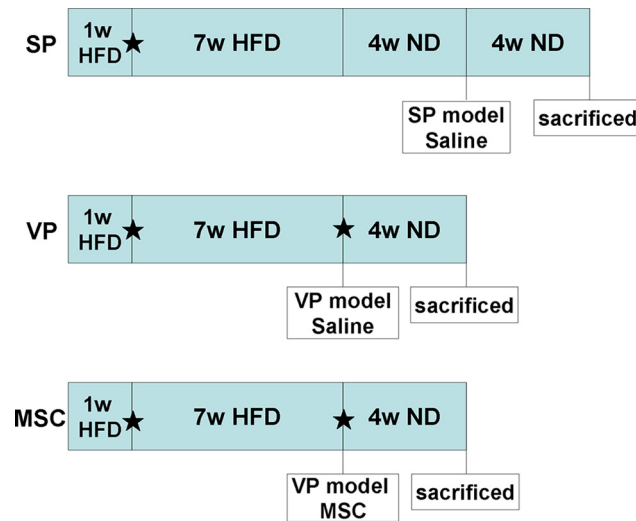 SP
1w
HFD
7w HFD
4w ND
4w ND
SP model
Saline
sacrificed
VP
1w
HFD
7w HFD
4w ND
VP model
Saline
sacrificed
MSC
1w
HFD
7w HFD
4w ND
VP model
MSC
sacrificed